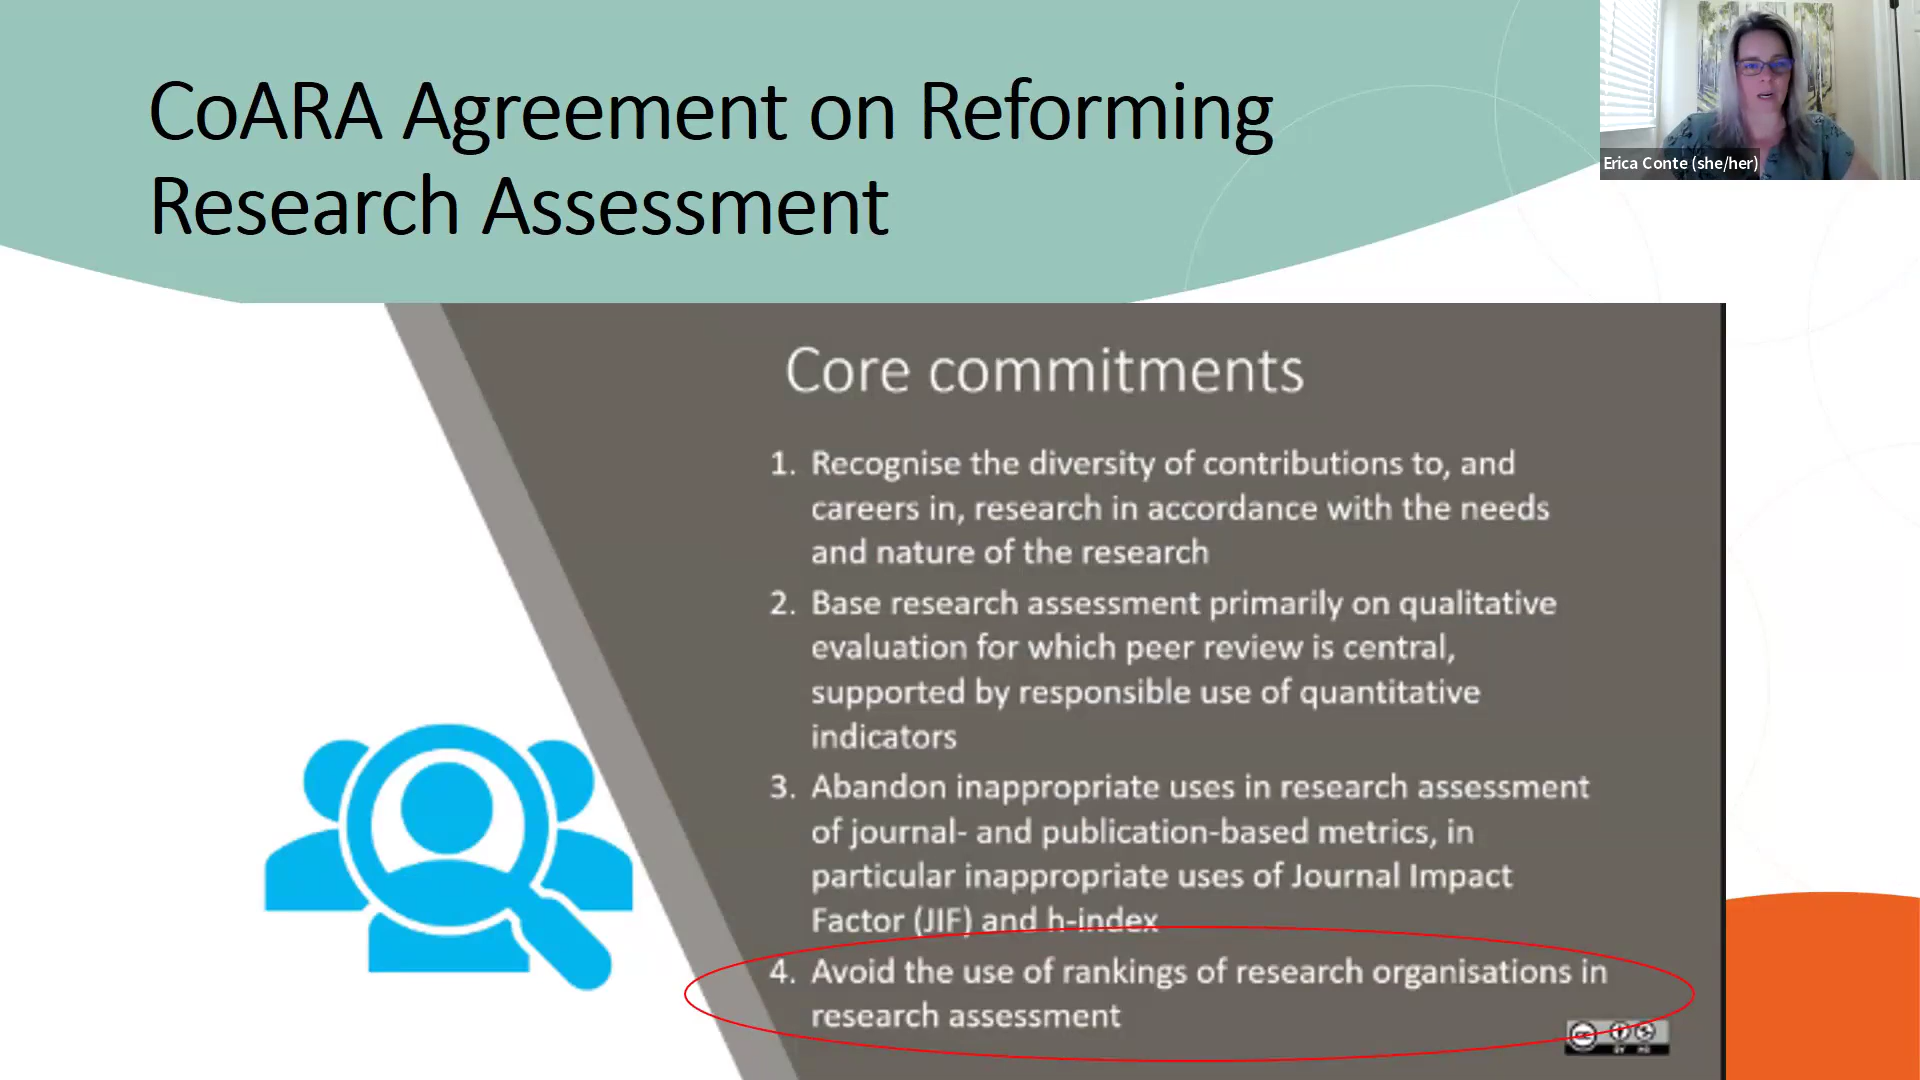 CoARA Agreement on Reforming
Research Assessment
Erica Conte (she/her)
Core commitments
1. Recognise the diversity of contributions to, and
careers in, research in accordance with the needs
and nature of the research
2. Base research assessment primarily on qualitative
evaluation for which peer review is central,
supported by responsible use of quantitative
indicators
3. Abandon inappropriate uses in research assessment
of journal- and publication-based metrics, in
particular inappropriate uses of Journal Impact
Factor (JIF) and h-index
4. Avoid the use of rankings of research organisations in
research assessment